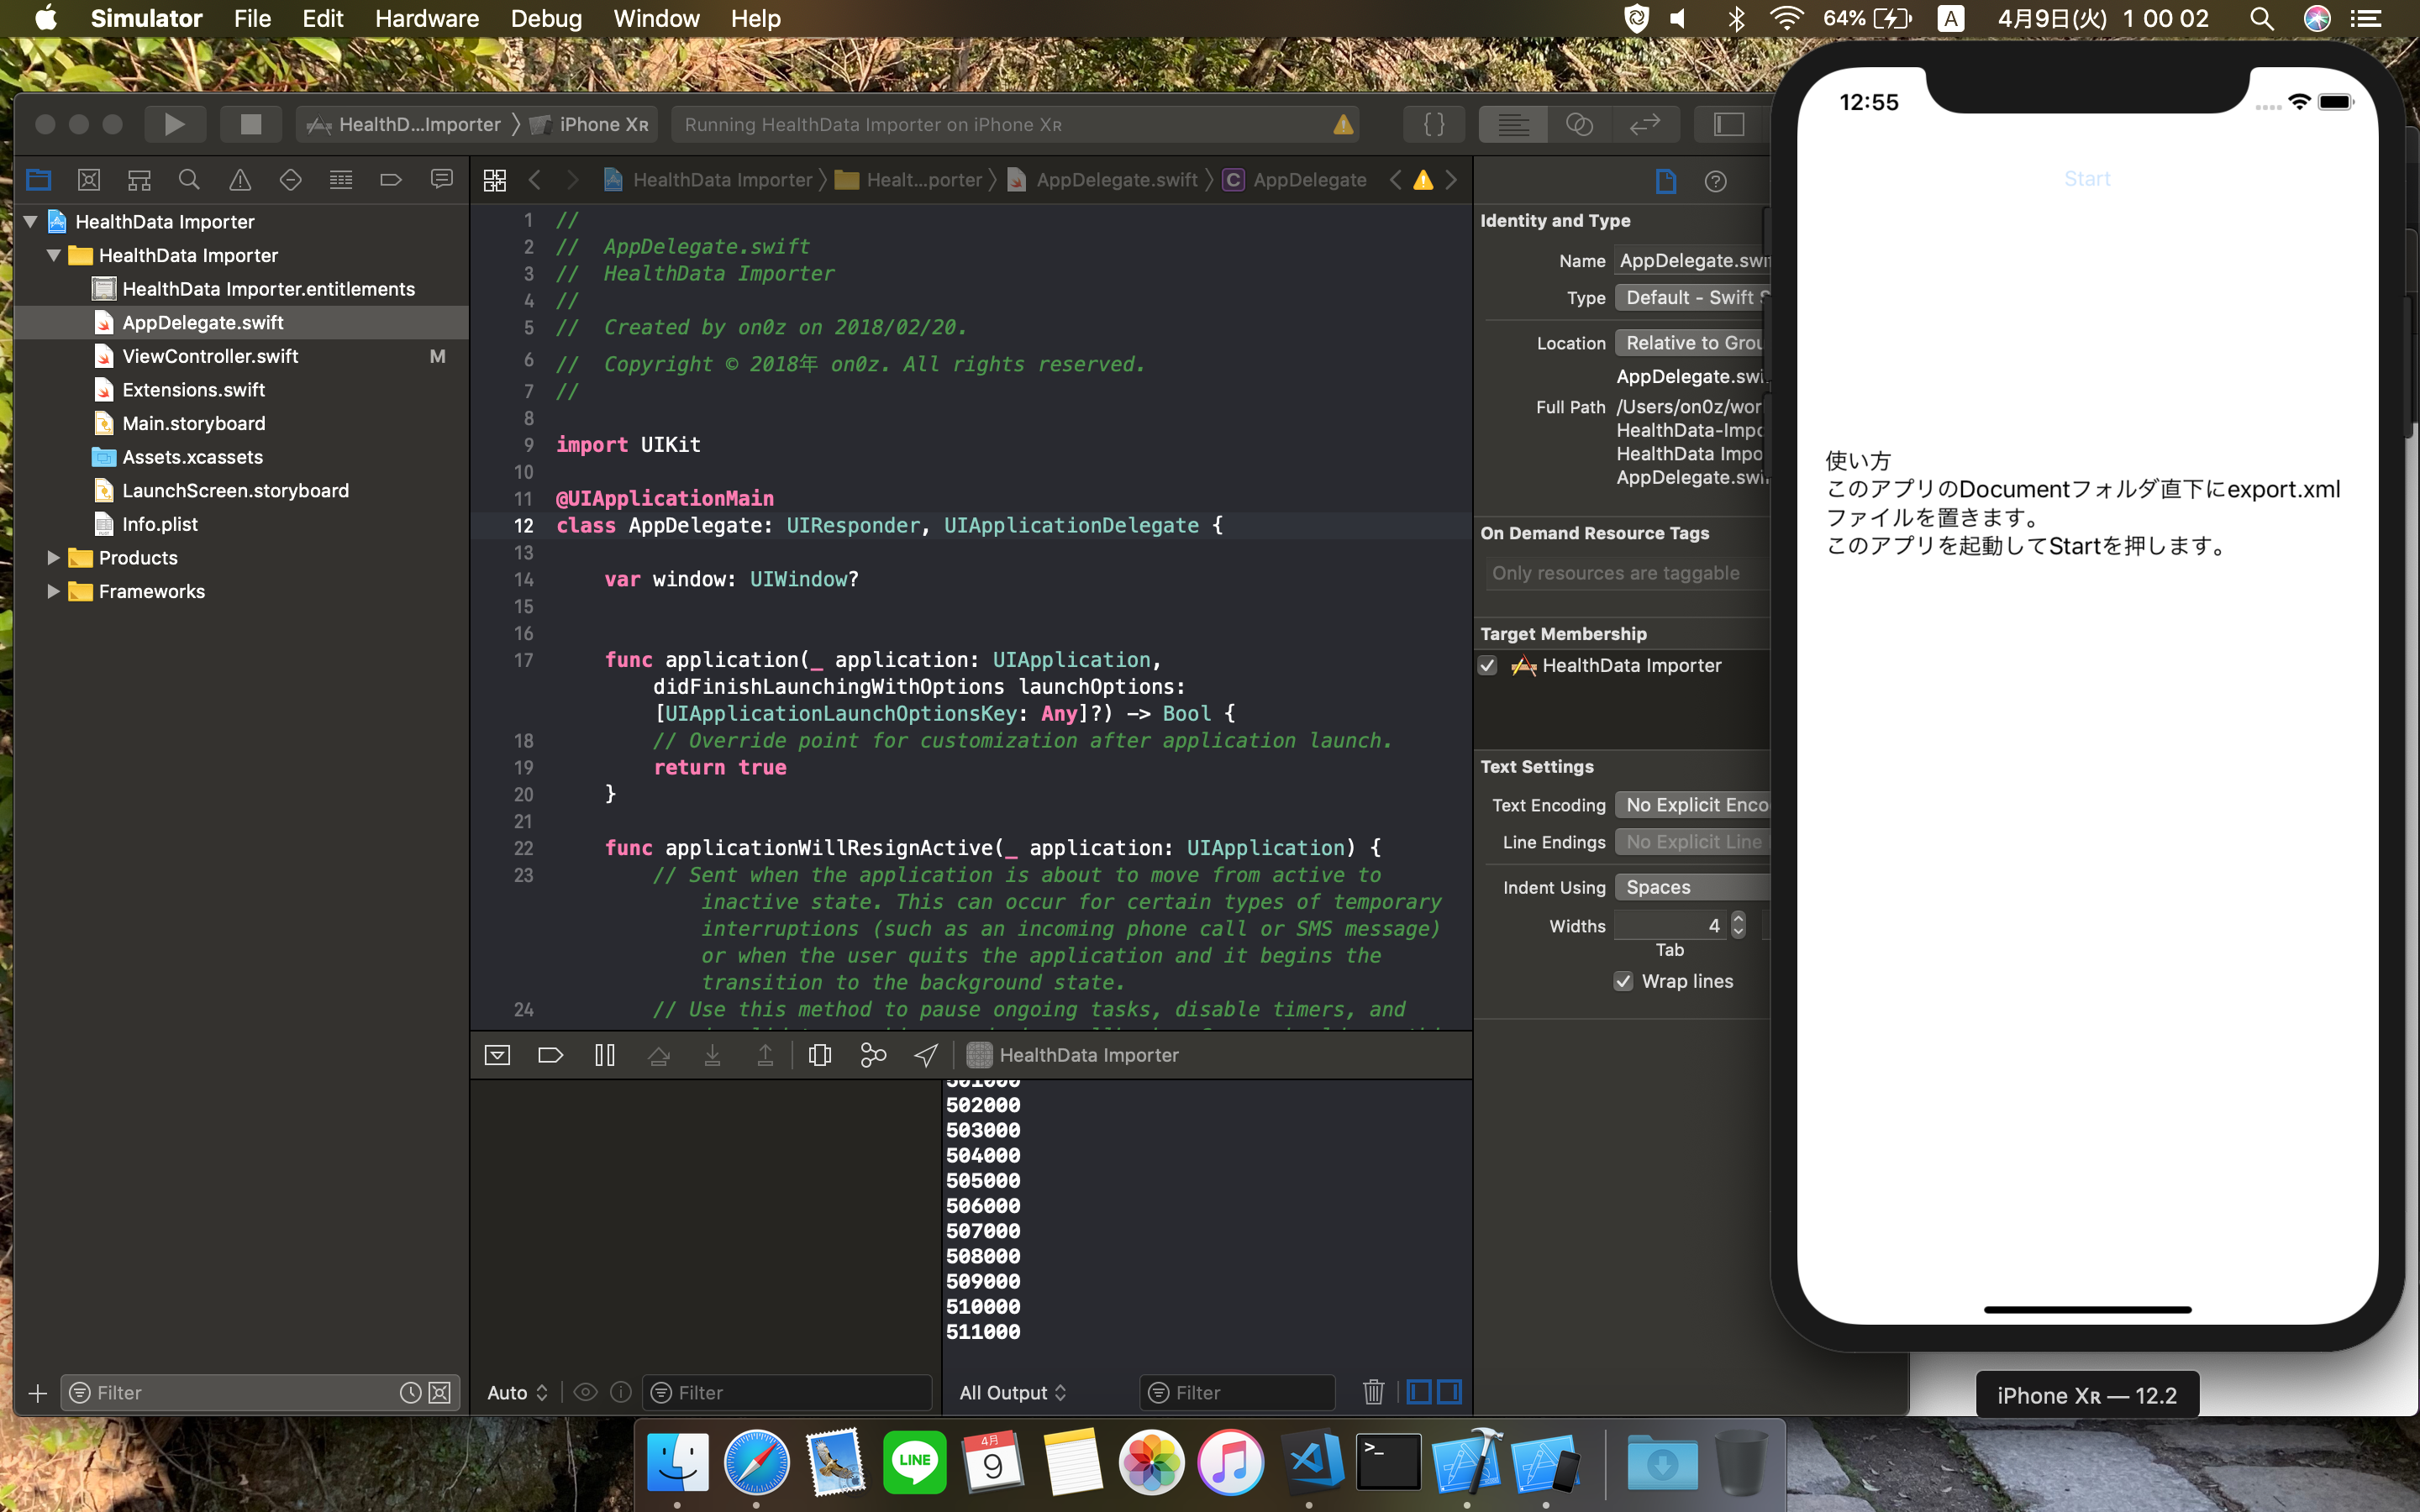 Simulator File Edit Hardware Debug Window Help
64% A 4月9日(火) 1 00 02
HealthD...Importer iPhone XR
Running HealthData Importer on iPhone XR
{ }
HealthData Importer
HealthData Importer
HealthData Importer.entitlements
AppDelegate.swift
ViewController.swift M
Extensions.swift
Main.storyboard
Assets.xcassets
LaunchScreen.storyboard
Info.plist
Products
Frameworks
Filter
HealthData Importer Healt...porter AppDelegate.swift C AppDelegate
1 //
2 // AppDelegate.swift
3 // HealthData Importer
4 //
5 // Created by on0z on 2018/02/20.
6 // Copyright © 2018年 on0z. All rights reserved.
7 //
8
9 import UIKit
10
11 @UIApplicationMain
12 class AppDelegate: UIResponder, UIApplicationDelegate {
13
14 var window: UIWindow?
15
16
17 func application(_ application: UIApplication,
didFinishLaunchingWithOptions launchOptions:
[UIApplicationLaunchOptionsKey: Any]?) -> Bool {
18 // Override point for customization after application launch.
19 return true
20 }
21
22 func applicationWillResignActive(_ application: UIApplication) {
23 // Sent when the application is about to move from active to
inactive state. This can occur for certain types of temporary
interruptions (such as an incoming phone call or SMS message)
or when the user quits the application and it begins the
transition to the background state.
24 // Use this method to pause ongoing tasks, disable timers, and
HealthData Importer
501000
502000
503000
504000
505000
506000
507000
508000
509000
510000
511000
Auto Filter
All Output Filter
Identity and Type
Name AppDelegate.swi
Type Default - Swift S
Location Relative to Grou
AppDelegate.swi
Full Path /Users/on0z/wor
HealthData-Impo
HealthData Impo
AppDelegate.swi
On Demand Resource Tags
Only resources are taggable
Target Membership
HealthData Importer
Text Settings
Text Encoding No Explicit Enco
Line Endings No Explicit Line
Indent Using Spaces
Widths 4
Tab
Wrap lines
12:55
Start
使い方
このアプリのDocumentフォルダ直下にexport.xml
ファイルを置きます。
このアプリを起動してStartを押します。
iPhone XR — 12.2
LINE
4月
9
>_